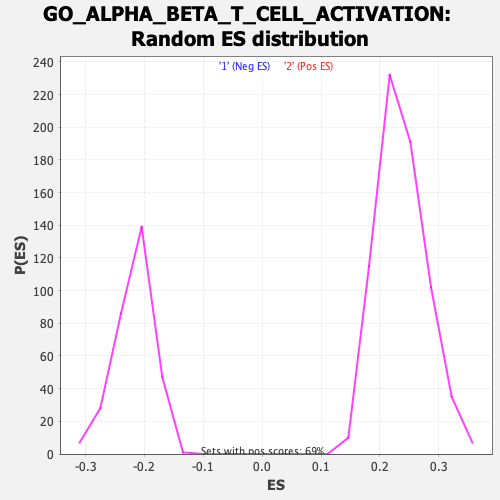 GO_ALPHA_BETA_T_CELL_ACTIVATION:
Random ES distribution
'1' (Neg ES) '2' (Pos ES)
240
220
200
180
160
140
120
100
80
60
40
20
0
P(ES)
Sets with pos scores: 69%
-0.3 -0.2 -0.1 0.0 0.1 0.2 0.3
ES